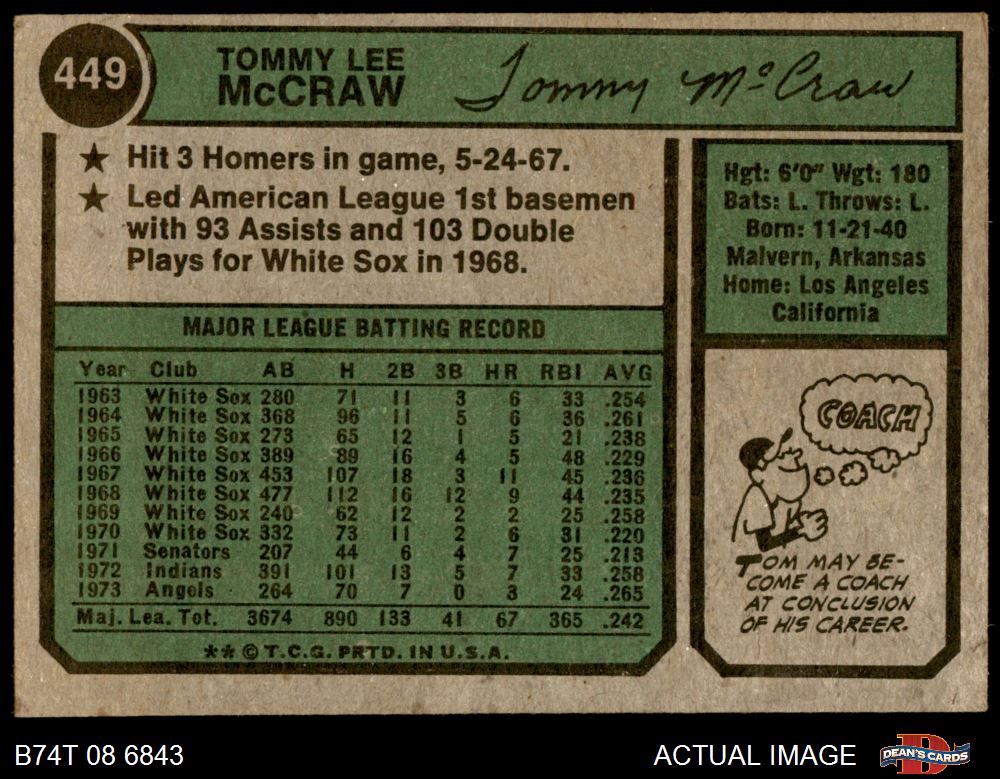 449
TOMMY LEE
McCRAW
Tommy McCraw
★ Hit 3 Homers in game, 5-24-67.
★ Led American League 1st basemen
with 93 Assists and 103 Double
Plays for White Sox in 1968.
Hgt: 6'0" Wgt: 180
Bats: L. Throws: L.
Born: 11-21-40
Malvern, Arkansas
Home: Los Angeles
California
MAJOR LEAGUE BATTING RECORD
Year Club AB H 2B 3B HR RBI AVG
1963 White Sox 280 71 11 3 6 33 .254
1964 White Sox 368 96 11 5 6 36 .261
1965 White Sox 273 65 12 1 5 21 .238
1966 White Sox 389 89 16 4 5 48 .229
1967 White Sox 453 107 18 3 11 45 .236
1968 White Sox 477 112 16 12 9 44 .235
1969 White Sox 240 62 12 2 2 25 .258
1970 White Sox 332 73 11 2 6 31 .220
1971 Senators 207 44 6 4 7 25 .213
1972 Indians 391 101 13 5 7 33 .258
1973 Angels 264 70 7 0 3 24 .265
Maj. Lea. Tot. 3674 890 133 41 67 365 .242
** © T.C.G. PRTD. IN U.S.A.
COACH
TOM MAY BE-
COME A COACH
AT CONCLUSION
OF HIS CAREER.
B74T 08 6843
ACTUAL IMAGE
DEAN'S CARDS